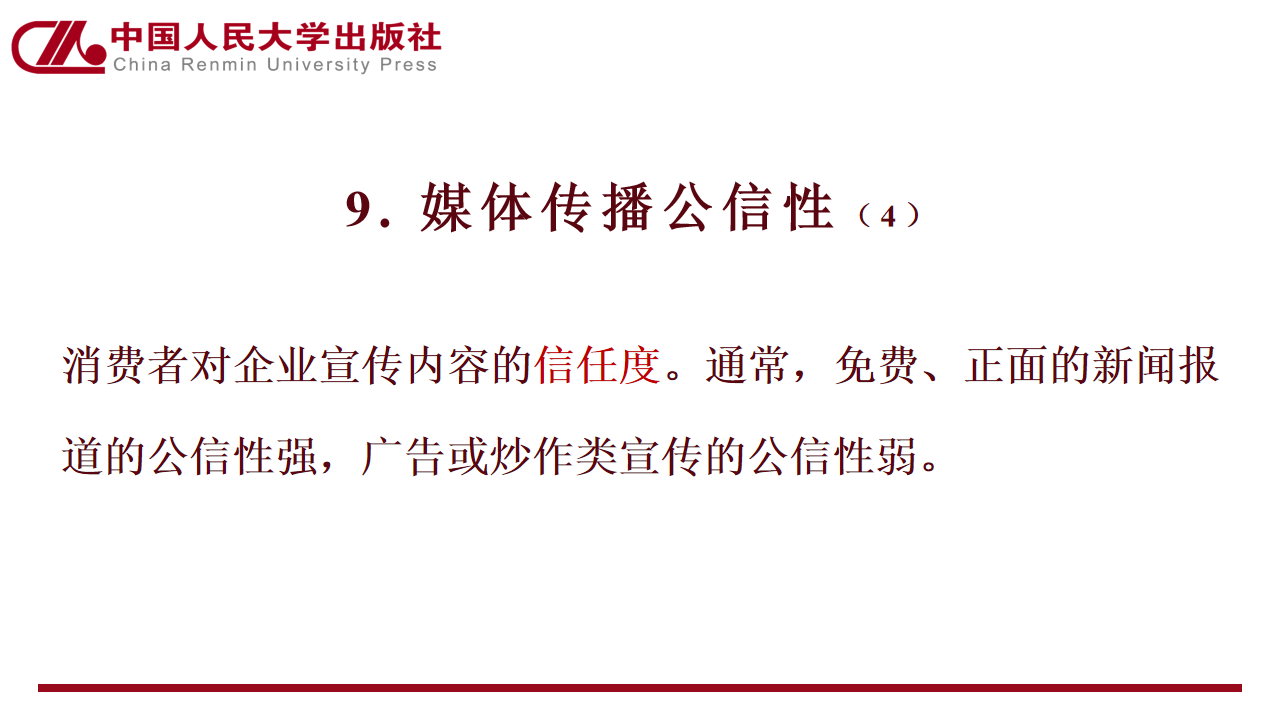 中国人民大学出版社
China Renmin University Press
9. 媒体传播公信性（4）
消费者对企业宣传内容的信任度。通常，免费、正面的新闻报
道的公信性强，广告或炒作类宣传的公信性弱。